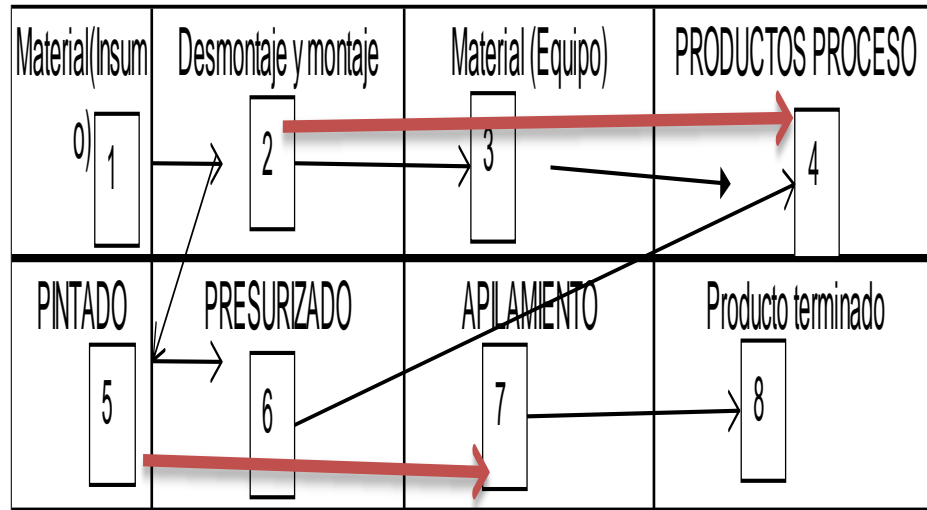 Material(Insum
o)
Desmontaje y montaje
Material (Equipo)
PRODUCTOS PROCESO
1
2
3
4
PINTADO
PRESURIZADO
APILAMIENTO
Producto terminado
5
6
7
8